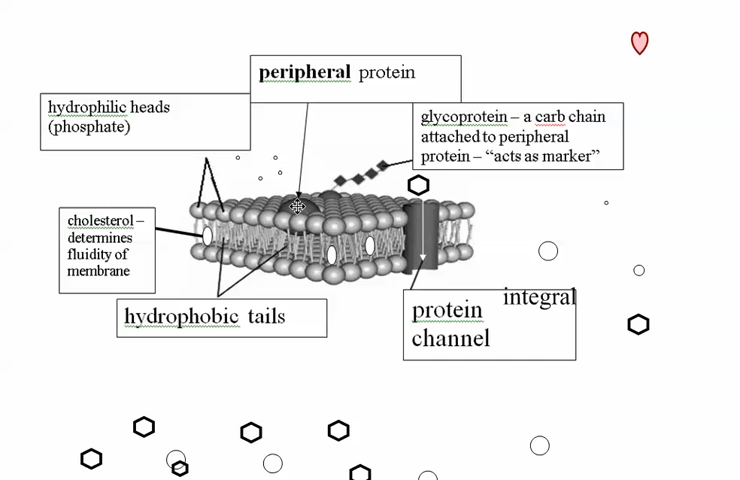 peripheral protein
hydrophilic heads
(phosphate)
glycoprotein – a carb chain
attached to peripheral
protein – “acts as marker”
cholesterol –
determines
fluidity of
membrane
hydrophobic tails
integral
protein
channel